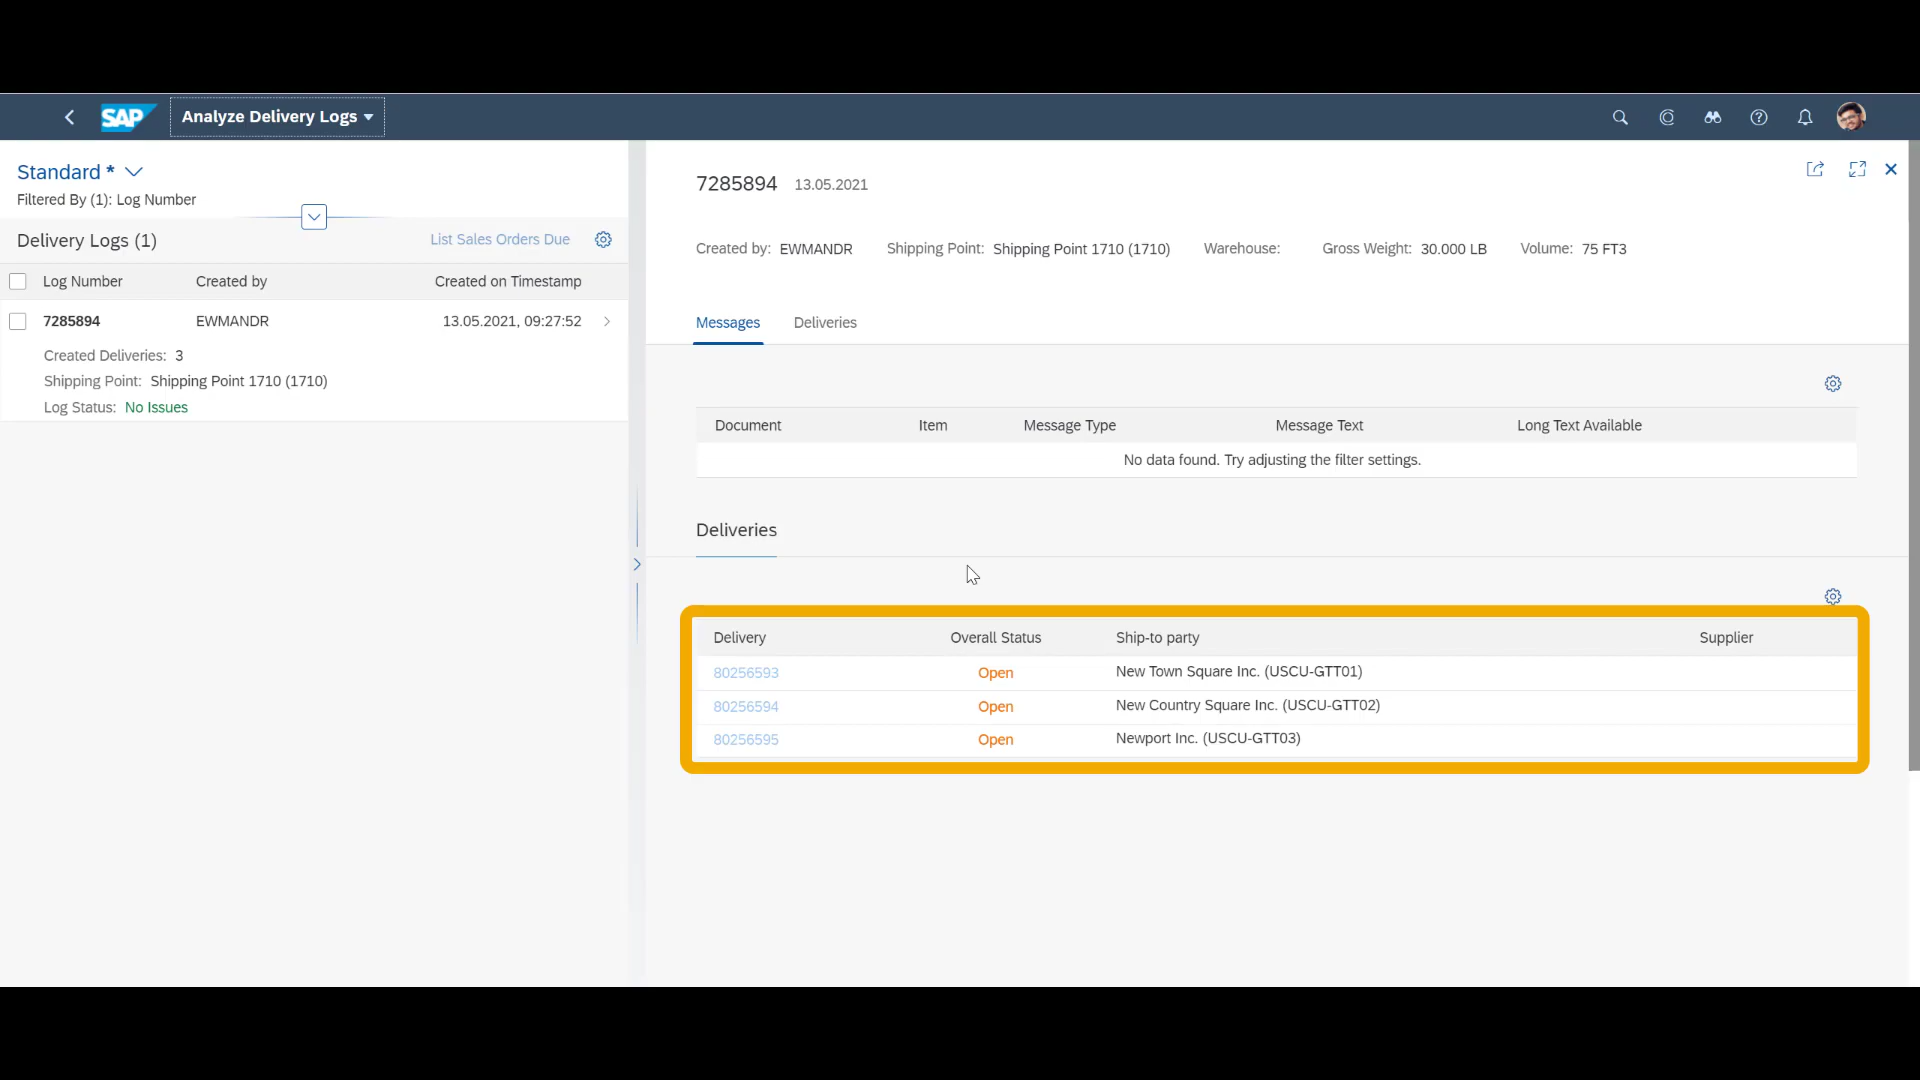 SAP Analyze Delivery Logs
Standard *
Filtered By (1): Log Number
Delivery Logs (1) List Sales Orders Due
Log Number Created by Created on Timestamp
7285894 EWMANDR 13.05.2021, 09:27:52
Created Deliveries: 3
Shipping Point: Shipping Point 1710 (1710)
Log Status: No Issues
7285894 13.05.2021
Created by: EWMANDR Shipping Point: Shipping Point 1710 (1710) Warehouse: Gross Weight: 30.000 LB Volume: 75 FT3
Messages Deliveries
Document Item Message Type Message Text Long Text Available
No data found. Try adjusting the filter settings.
Deliveries
Delivery Overall Status Ship-to party Supplier
80256593 Open New Town Square Inc. (USCU-GTT01)
80256594 Open New Country Square Inc. (USCU-GTT02)
80256595 Open Newport Inc. (USCU-GTT03)